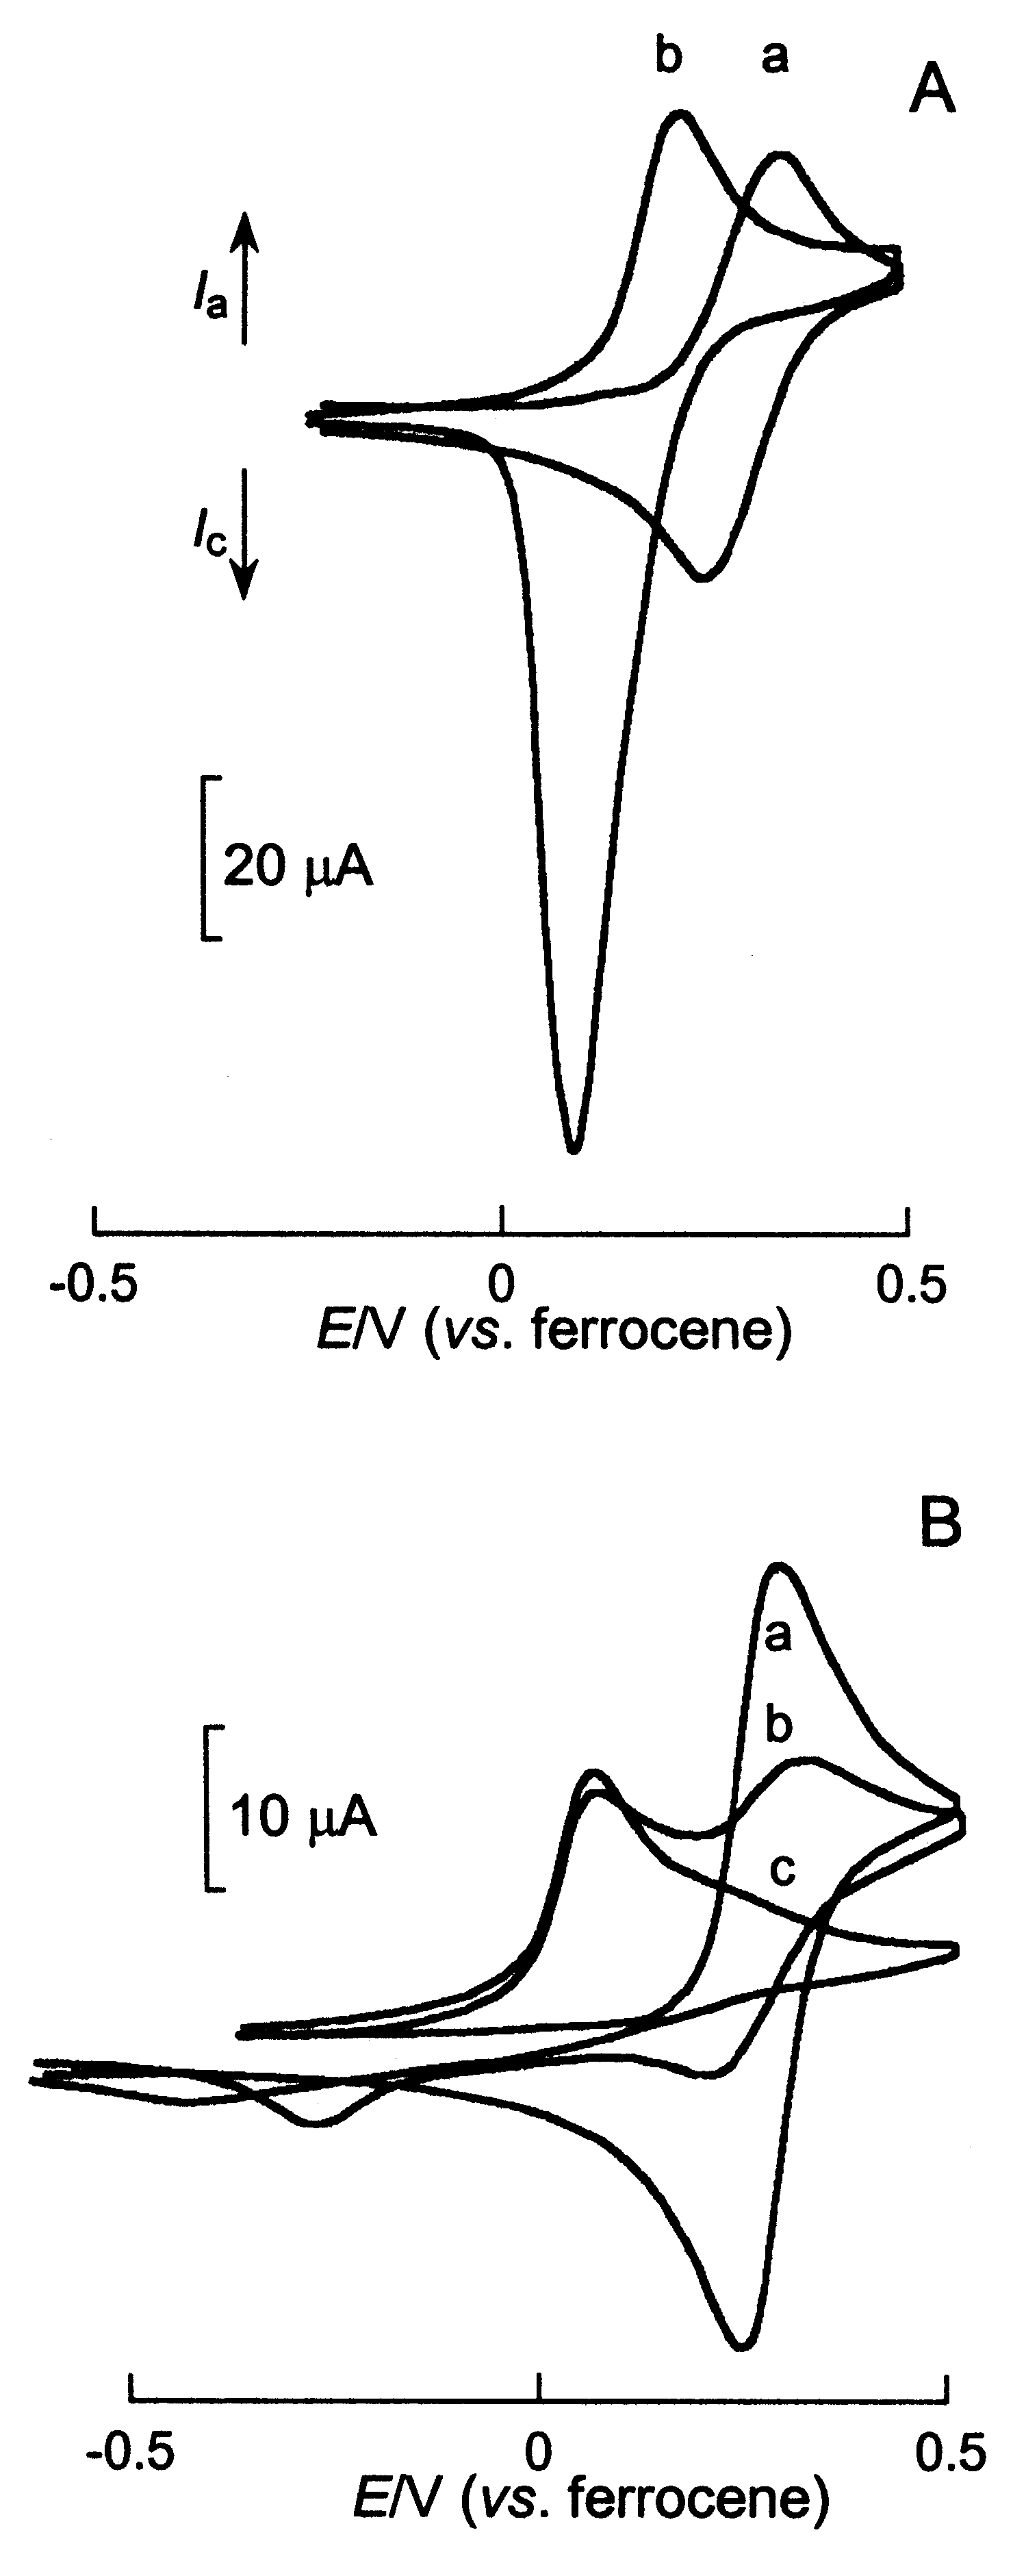 b a A
Ia
Ic
20 μA
-0.5 0 0.5
E/V (vs. ferrocene)
B
a
b
10 μA
c
-0.5 0 0.5
E/V (vs. ferrocene)